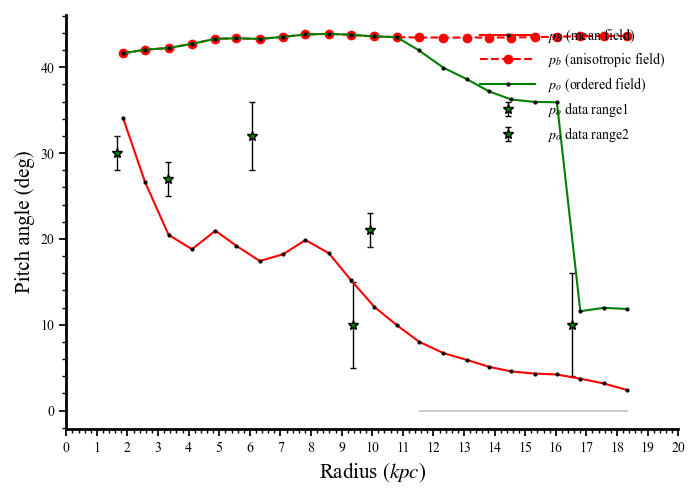 p_B (mean field)
p_b (anisotropic field)
p_o (ordered field)
p_o data range1
p_o data range2
Pitch angle (deg)
40
30
20
10
0
0 1 2 3 4 5 6 7 8 9 10 11 12 13 14 15 16 17 18 19 20
Radius (kpc)